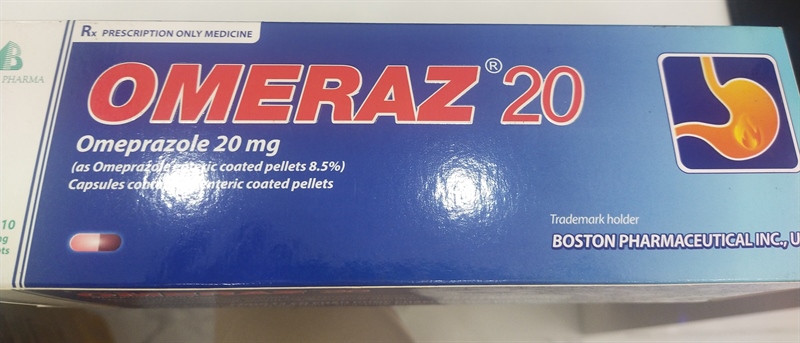 Rx PRESCRIPTION ONLY MEDICINE
B
PHARMA
OMERAZ® 20
Omeprazole 20 mg
(as Omeprazole enteric coated pellets 8.5%)
Capsules enteric coated pellets
10
Trademark holder
BOSTON PHARMACEUTICAL INC., U